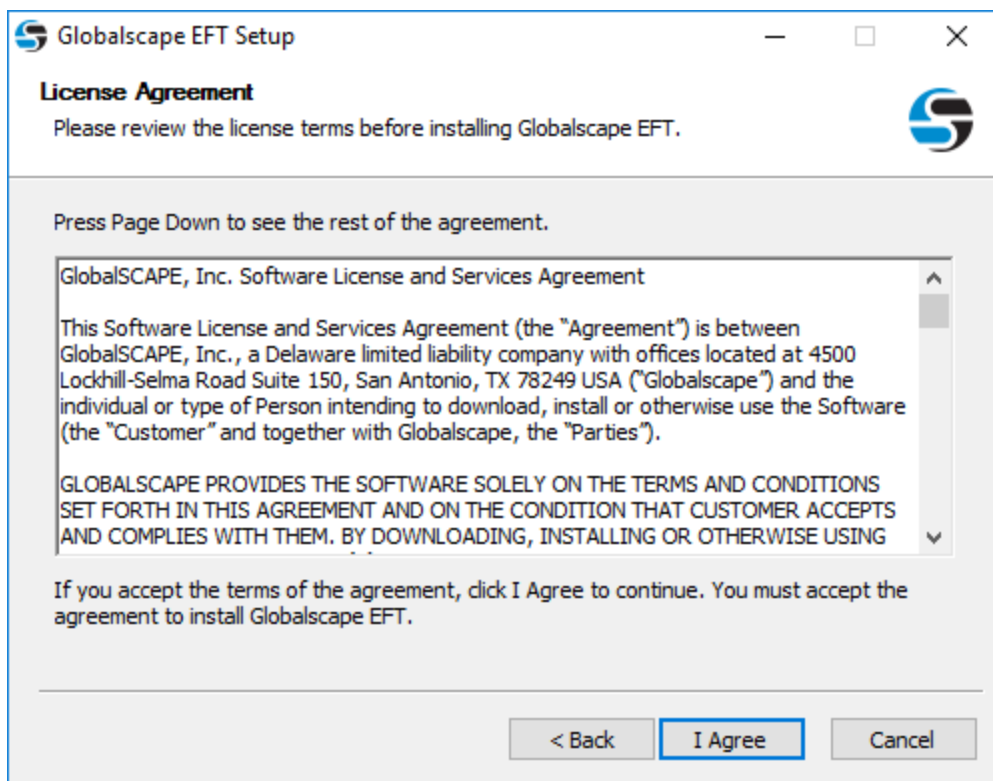 Globalscape EFT Setup
License Agreement
Please review the license terms before installing Globalscape EFT.
Press Page Down to see the rest of the agreement.
GlobalSCAPE, Inc. Software License and Services Agreement
This Software License and Services Agreement (the “Agreement”) is between
GlobalSCAPE, Inc., a Delaware limited liability company with offices located at 4500
Lockhill-Selma Road Suite 150, San Antonio, TX 78249 USA (“Globalscape”) and the
individual or type of Person intending to download, install or otherwise use the Software
(the “Customer” and together with Globalscape, the “Parties”).
GLOBALSCAPE PROVIDES THE SOFTWARE SOLELY ON THE TERMS AND CONDITIONS
SET FORTH IN THIS AGREEMENT AND ON THE CONDITION THAT CUSTOMER ACCEPTS
AND COMPLIES WITH THEM. BY DOWNLOADING, INSTALLING OR OTHERWISE USING
If you accept the terms of the agreement, click I Agree to continue. You must accept the
agreement to install Globalscape EFT.
< Back
I Agree
Cancel